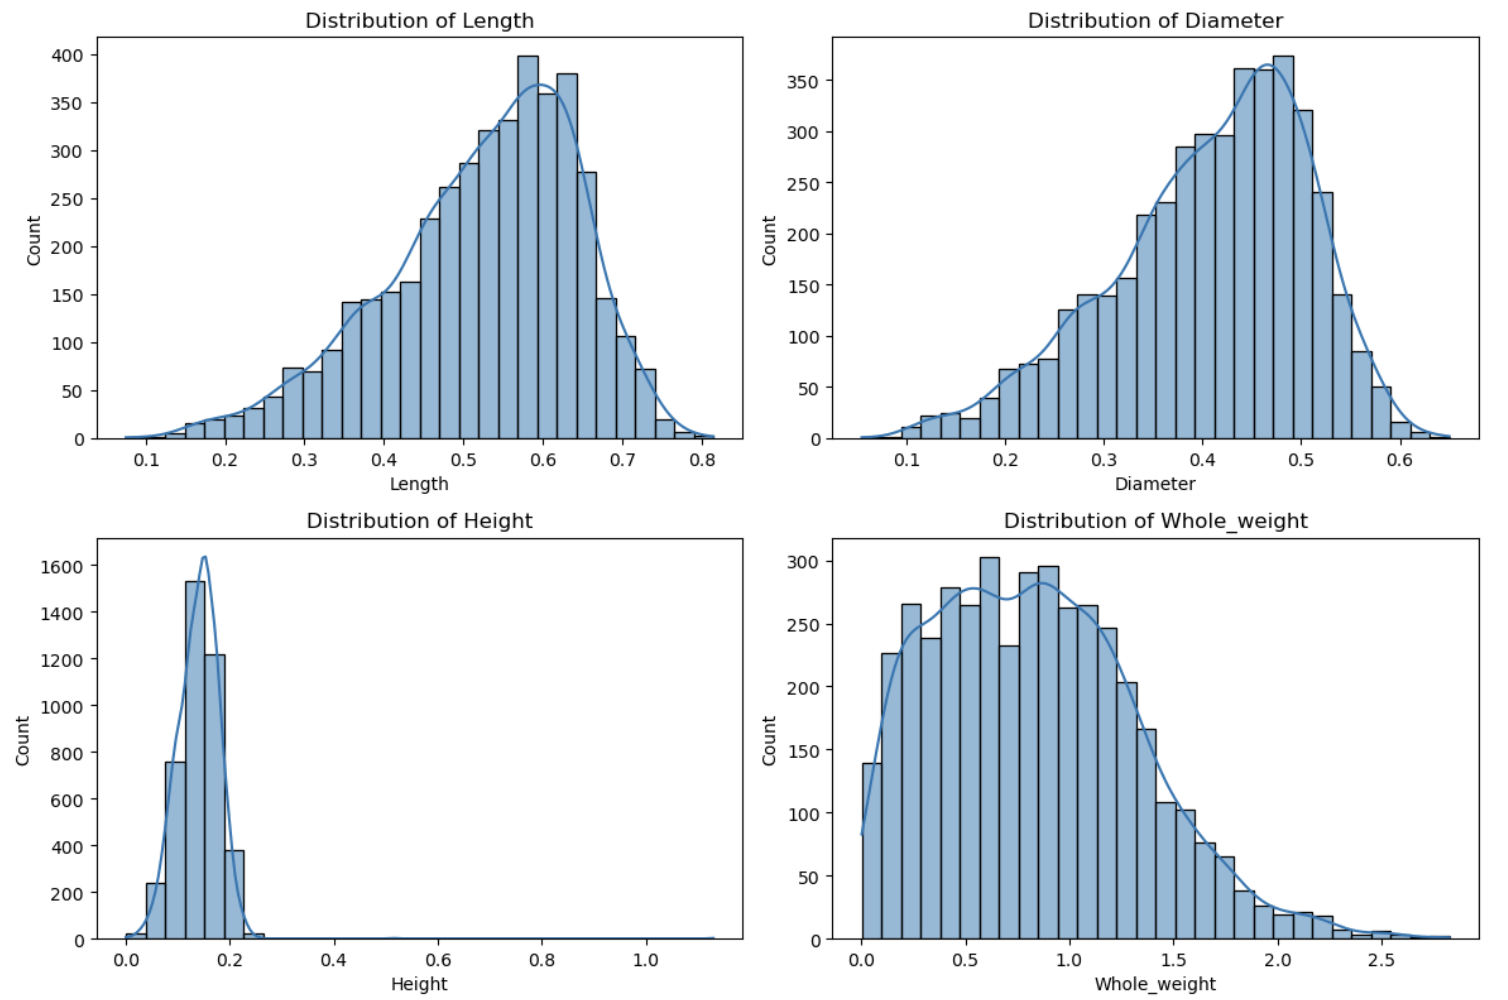 Distribution of Length
400
350
300
250
200
150
100
50
0
Count
0.1 0.2 0.3 0.4 0.5 0.6 0.7 0.8
Length
Distribution of Diameter
350
300
250
200
150
100
50
0
Count
0.1 0.2 0.3 0.4 0.5 0.6
Diameter
Distribution of Height
1600
1400
1200
1000
800
600
400
200
0
Count
0.0 0.2 0.4 0.6 0.8 1.0
Height
Distribution of Whole_weight
300
250
200
150
100
50
0
Count
0.0 0.5 1.0 1.5 2.0 2.5
Whole_weight